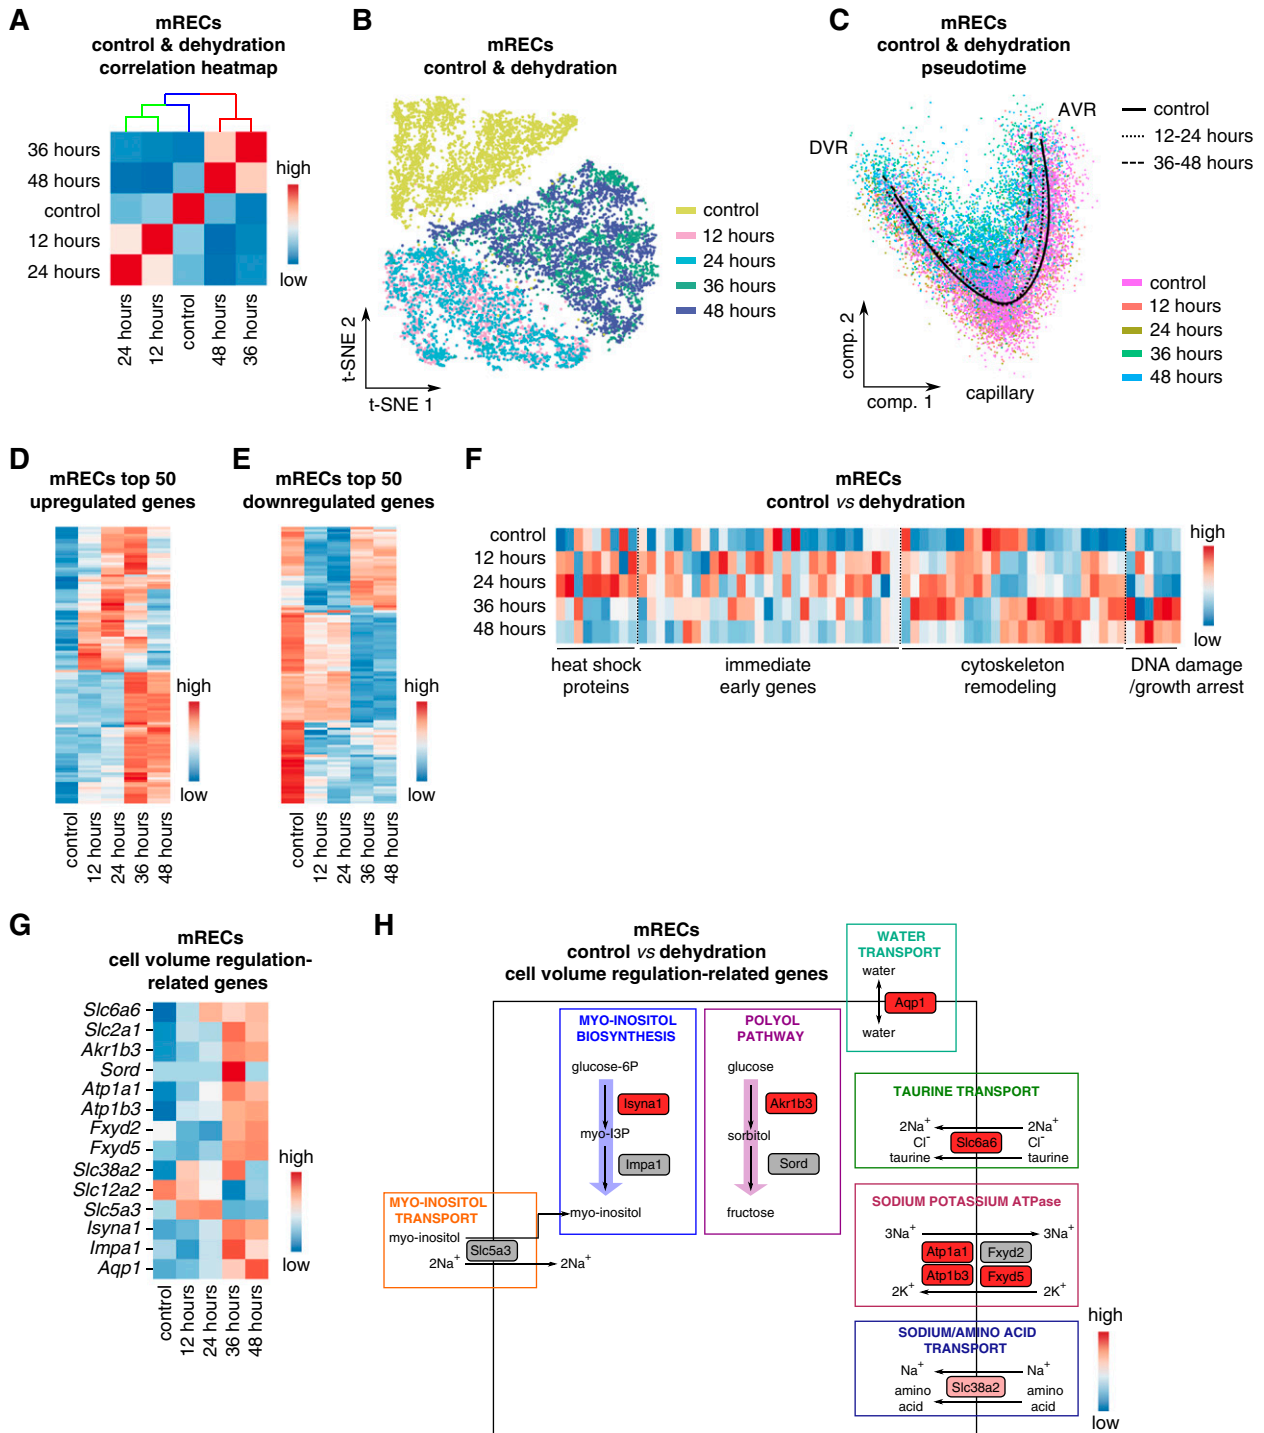 A
mRECs
control & dehydration
correlation heatmap
36 hours
48 hours
control
12 hours
24 hours
24 hours
12 hours
control
48 hours
36 hours
high
low
B
mRECs
control & dehydration
t-SNE 2
t-SNE 1
control
12 hours
24 hours
36 hours
48 hours
C
mRECs
control & dehydration
pseudotime
DVR
AVR
capillary
comp. 2
comp. 1
control
12-24 hours
36-48 hours
control
12 hours
24 hours
36 hours
48 hours
D
mRECs top 50
upregulated genes
high
low
control
12 hours
24 hours
36 hours
48 hours
E
mRECs top 50
downregulated genes
high
low
control
12 hours
24 hours
36 hours
48 hours
F
mRECs
control vs dehydration
control
12 hours
24 hours
36 hours
48 hours
heat shock
proteins
immediate
early genes
cytoskeleton
remodeling
DNA damage
/growth arrest
high
low
G
mRECs
cell volume regulation-
related genes
Slc6a6
Slc2a1
Akr1b3
Sord
Atp1a1
Atp1b3
Fxyd2
Fxyd5
Slc38a2
Slc12a2
Slc5a3
Isyna1
Impa1
Aqp1
control
12 hours
24 hours
36 hours
48 hours
high
low
H
mRECs
control vs dehydration
cell volume regulation-related genes
WATER
TRANSPORT
water
Aqp1
water
MYO-INOSITOL
BIOSYNTHESIS
glucose-6P
Isyna1
myo-I3P
Impa1
myo-inositol
POLYOL
PATHWAY
glucose
Akr1b3
sorbitol
Sord
fructose
MYO-INOSITOL
TRANSPORT
myo-inositol
Slc5a3
2Na+ 2Na+
TAURINE TRANSPORT
2Na+ 2Na+
Cl- Slc6a6 Cl-
taurine taurine
SODIUM POTASSIUM ATPase
3Na+ 3Na+
Atp1a1 Fxyd2
Atp1b3 Fxyd5
2K+ 2K+
SODIUM/AMINO ACID
TRANSPORT
Na+ Na+
Slc38a2
amino amino
acid acid
high
low